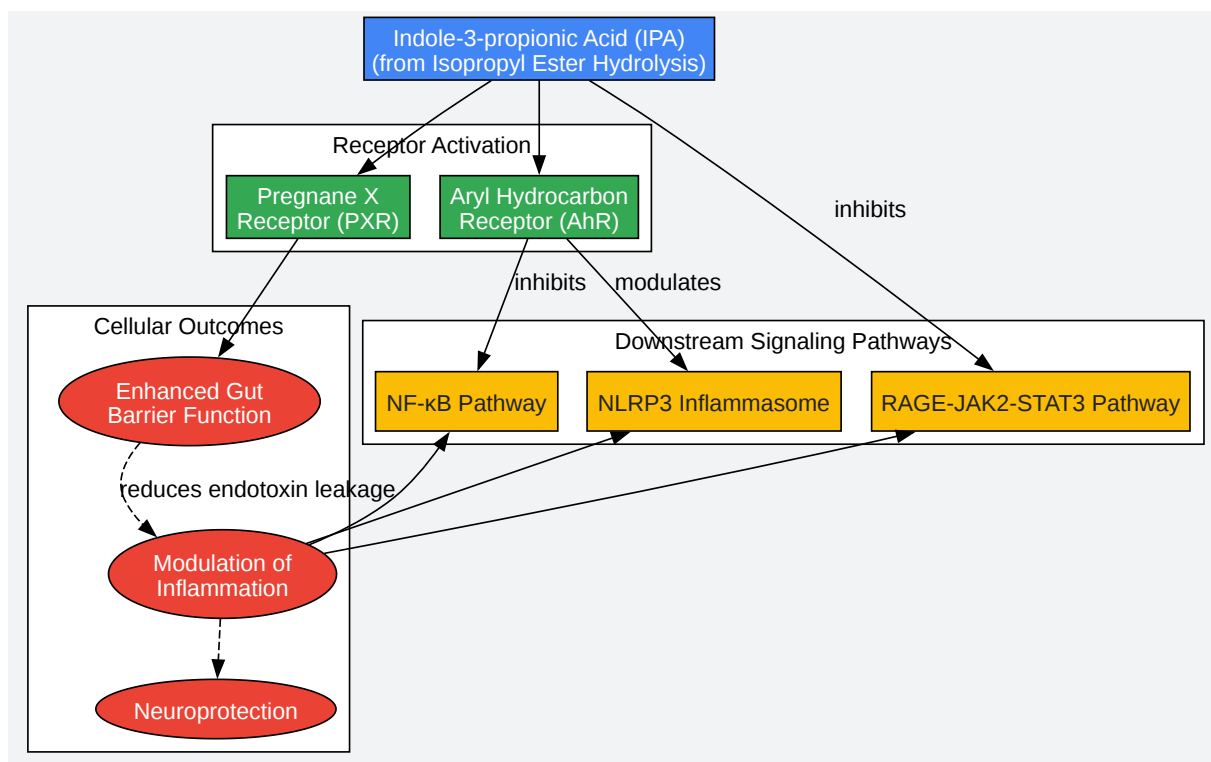 Indole-3-propionic Acid (IPA)
(from Isopropyl Ester Hydrolysis)
Receptor Activation
Pregnane X
Receptor (PXR)
Aryl Hydrocarbon
Receptor (AhR)
inhibits
inhibits
modulates
Cellular Outcomes
Downstream Signaling Pathways
Enhanced Gut
Barrier Function
NF-κB Pathway
NLRP3 Inflammasome
RAGE-JAK2-STAT3 Pathway
reduces endotoxin leakage
Modulation of
Inflammation
Neuroprotection